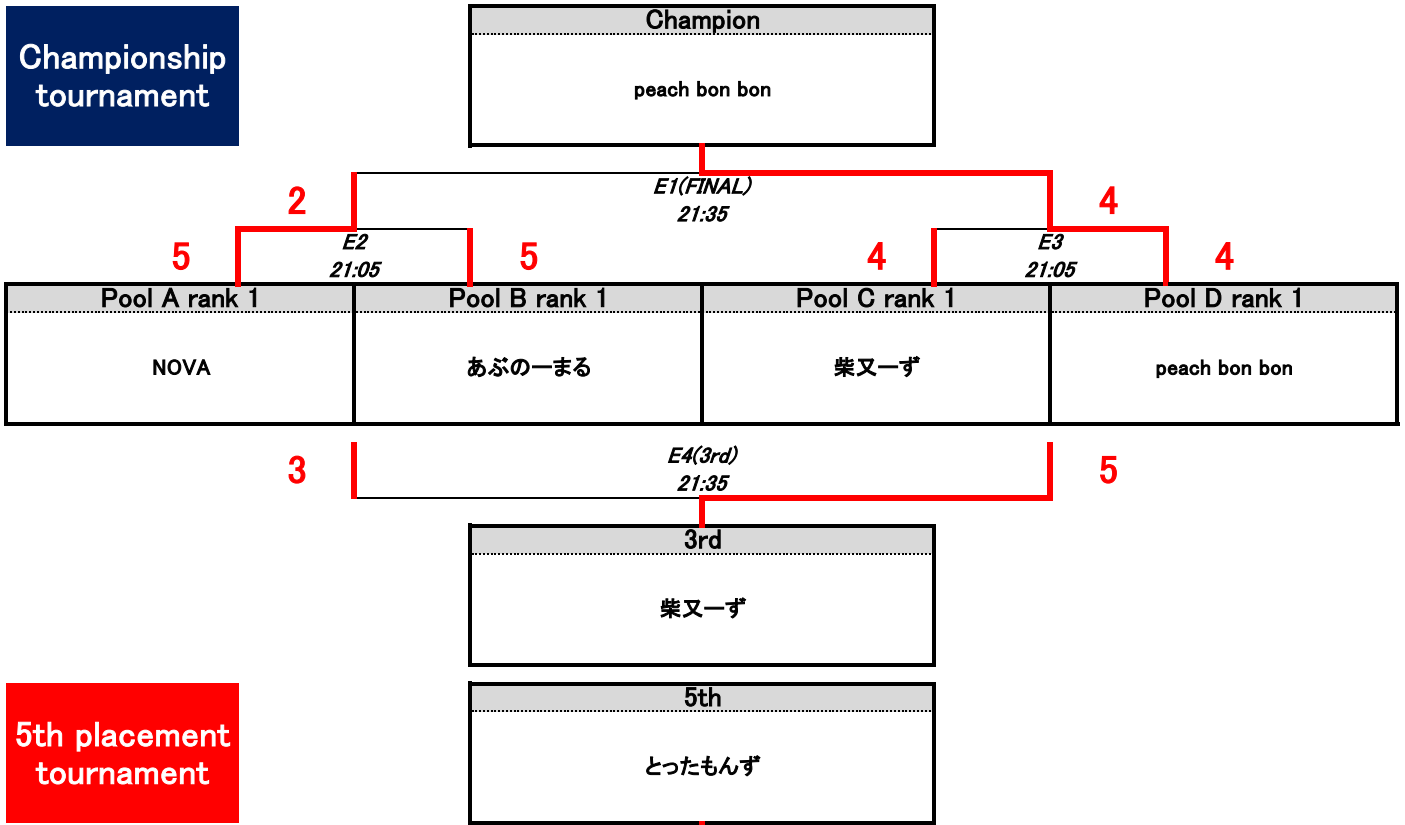 Championship
tournament
Champion
peach bon bon
E1(FINAL)
21:35
2
4
E2
21:05
5
5
E3
21:05
4
4
Pool A rank 1
Pool B rank 1
Pool C rank 1
Pool D rank 1
NOVA
あぶのーまる
柴又一ず
peach bon bon
E4(3rd)
21:35
3
5
3rd
柴又一ず
5th placement
tournament
5th
とったもんず